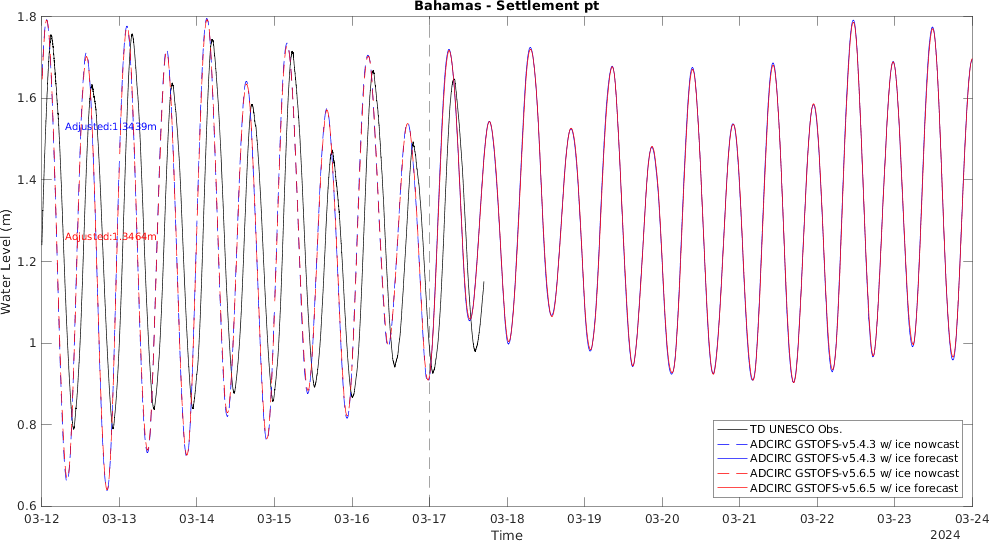 Bahamas - Settlement pt
1.8
1.6
1.4
1.2
1
0.8
0.6
Water Level (m)
Adjusted:1.3439m
Adjusted:1.3464m
TD UNESCO Obs.
ADCIRC GSTOFS-v5.4.3 w/ ice nowcast
ADCIRC GSTOFS-v5.4.3 w/ ice forecast
ADCIRC GSTOFS-v5.6.5 w/ ice nowcast
ADCIRC GSTOFS-v5.6.5 w/ ice forecast
03-12 03-13 03-14 03-15 03-16 03-17 03-18 03-19 03-20 03-21 03-22 03-23 03-24
Time
2024